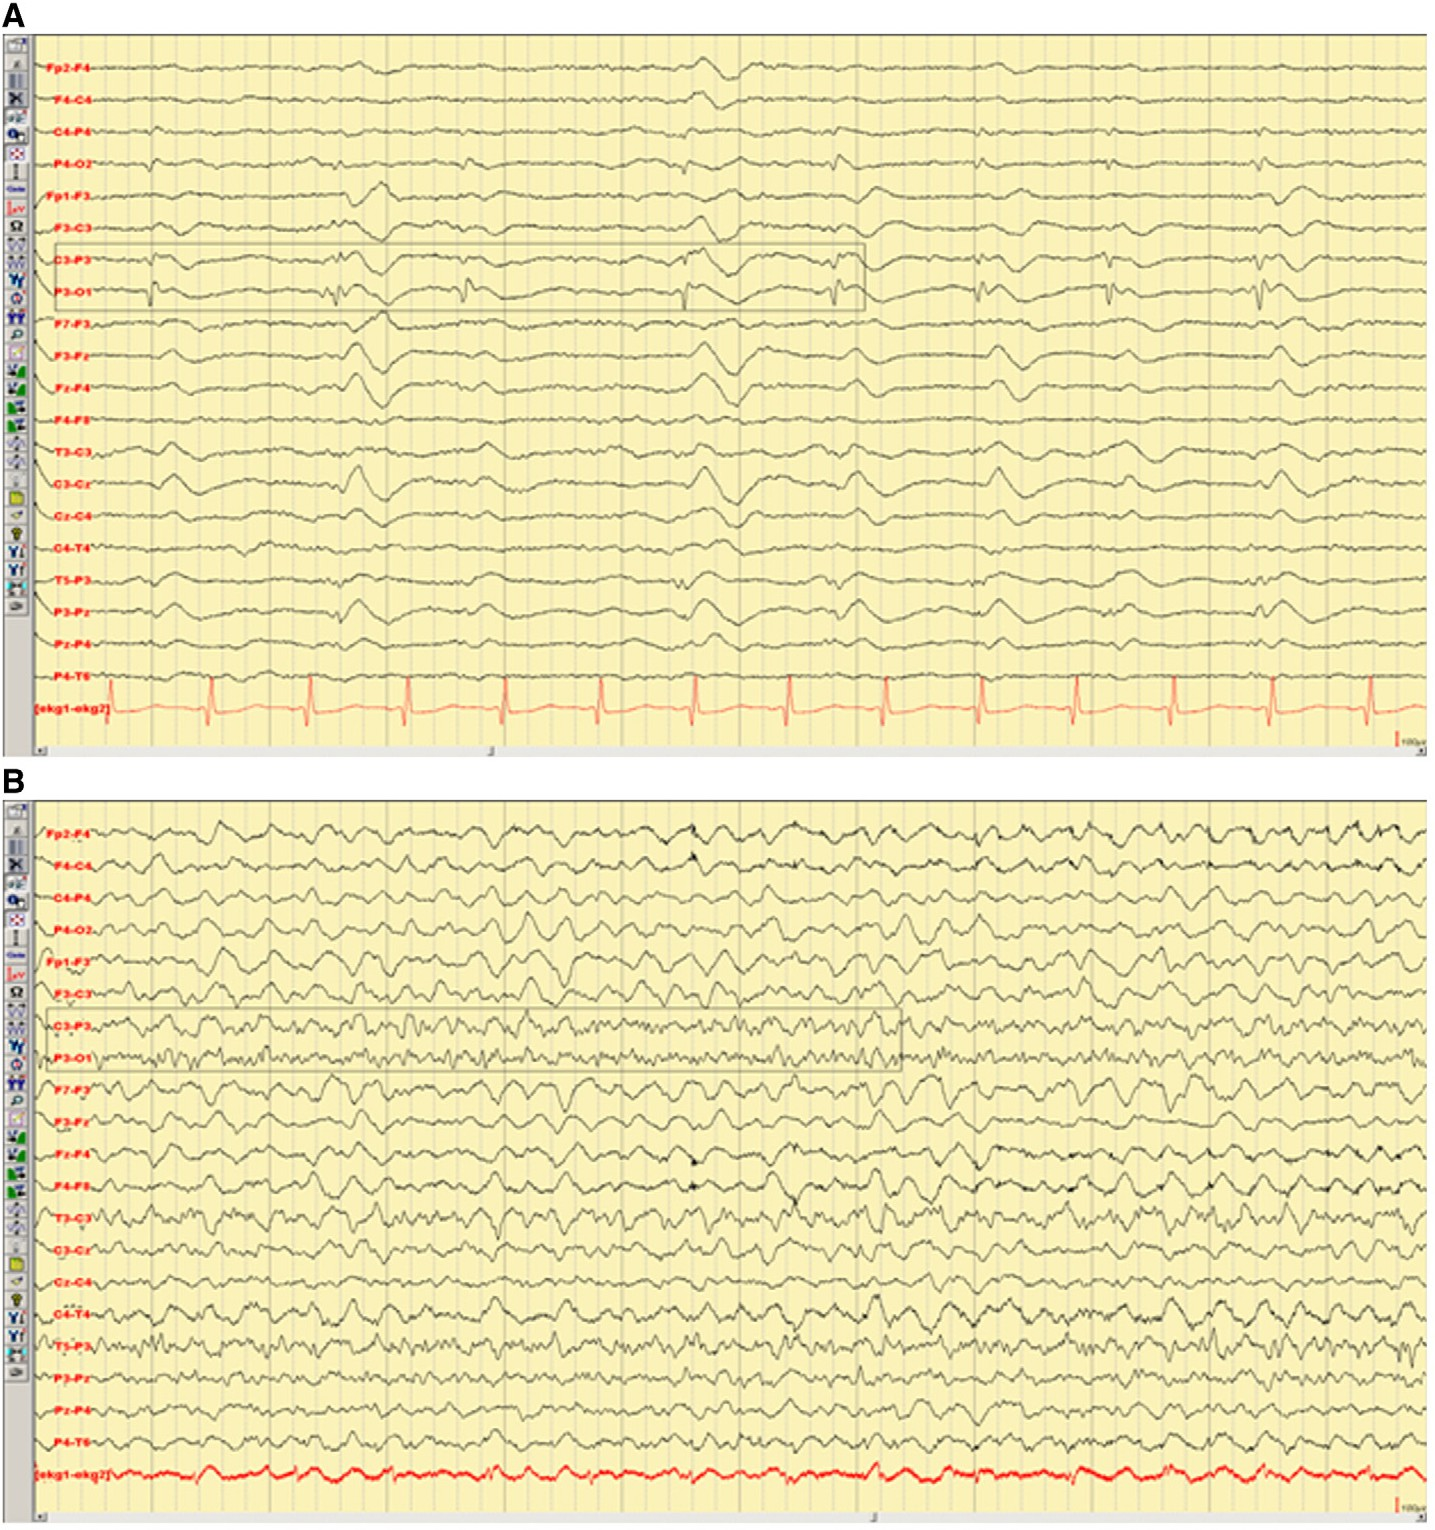 A
Fp2-F4
F4-C4
C4-P4
P4-O2
Fp1-F3
F3-C3
C3-P3
P3-O1
F7-F3
F3-Fz
Fz-F4
F4-F8
T3-C3
C3-Cz
Cz-C4
C4-T4
T5-P3
P3-Pz
Pz-P4
P4-T6
[ekg1-ekg2]
100µv
B
Fp2-F4
F4-C4
C4-P4
P4-O2
Fp1-F3
F3-C3
C3-P3
P3-O1
F7-F3
F3-Fz
Fz-F4
F4-F8
T3-C3
C3-Cz
Cz-C4
C4-T4
T5-P3
P3-Pz
Pz-P4
P4-T6
[ekg1-ekg2]
100µv